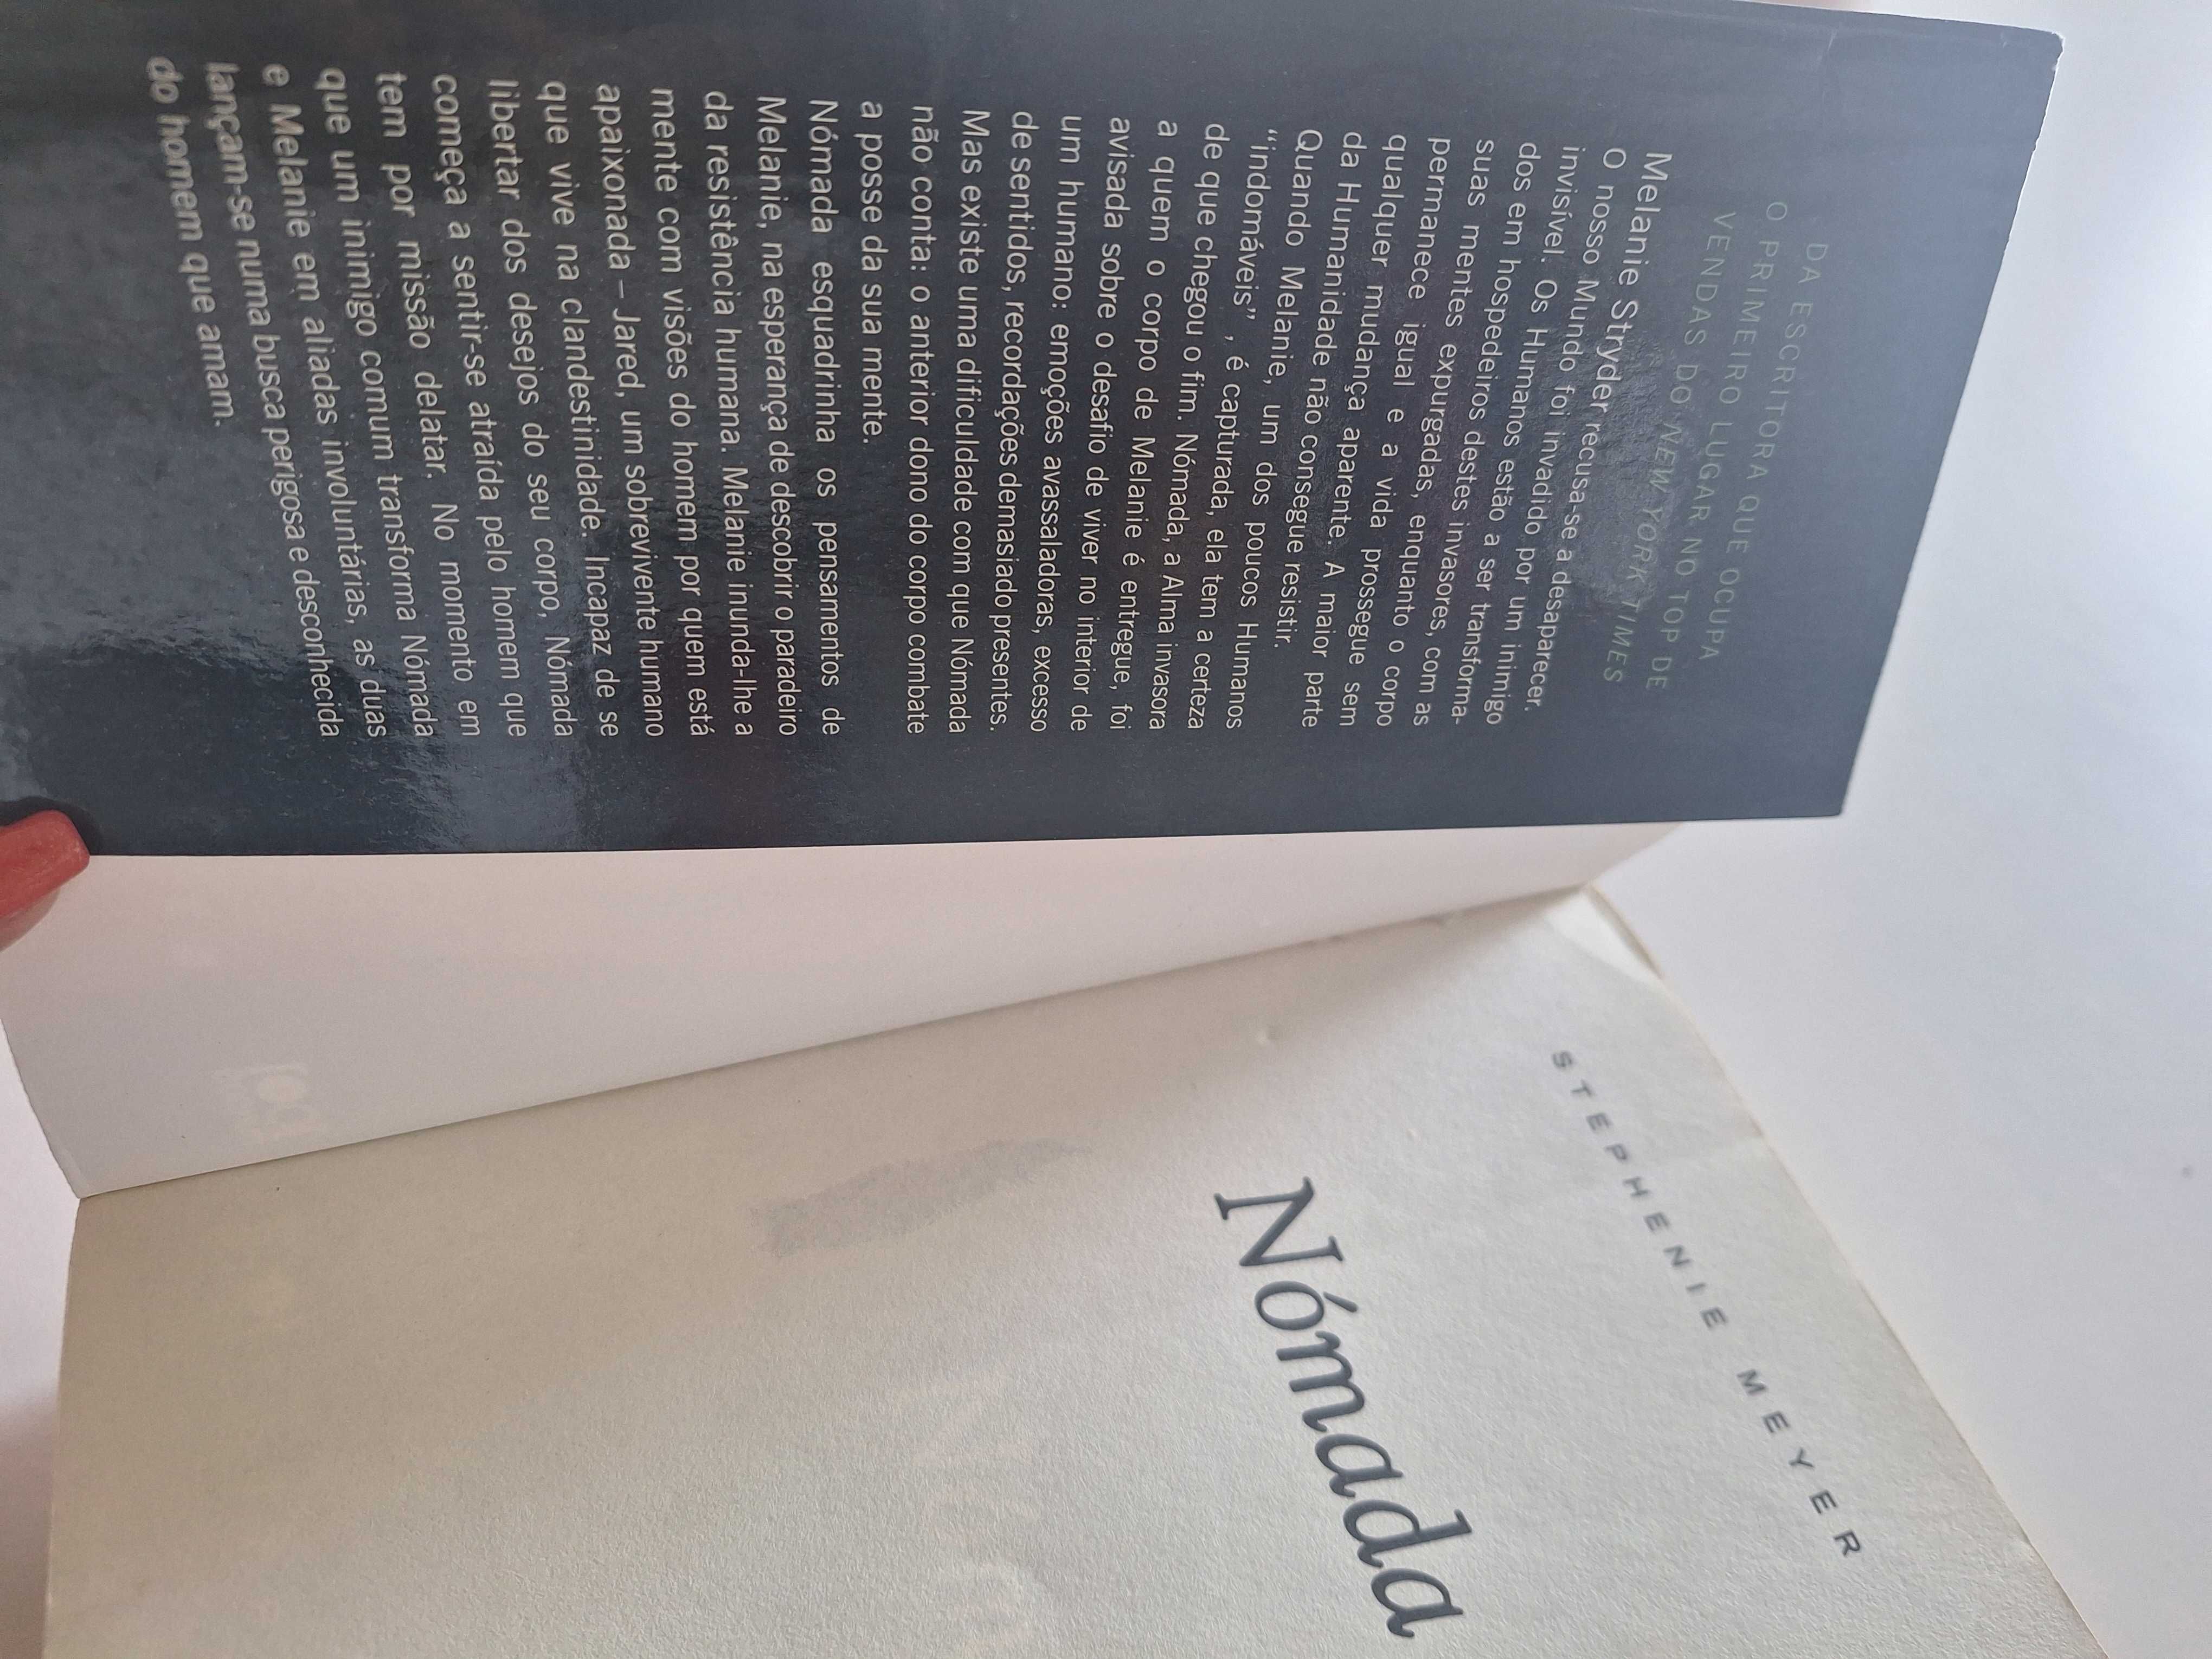 DA ESCRITORA QUE OCUPA
O PRIMEIRO LUGAR NO TOP DE
VENDAS DO NEW YORK TIMES
Melanie Stryder recusa-se a desaparecer.
O nosso Mundo foi invadido por um inimigo
invisível. Os Humanos estão a ser transforma-
dos em hospedeiros destes invasores, com as
suas mentes expurgadas, enquanto o corpo
permanece igual e a vida prossegue sem
qualquer mudança aparente. A maior parte
da Humanidade não consegue resistir.
Quando Melanie, um dos poucos Humanos
“indomáveis” , é capturada, ela tem a certeza
de que chegou o fim. Nómada, a Alma invasora
a quem o corpo de Melanie é entregue, foi
avisada sobre o desafio de viver no interior de
um humano: emoções avassaladoras, excesso
de sentidos, recordações demasiado presentes.
Mas existe uma dificuldade com que Nómada
não conta: o anterior dono do corpo combate
a posse da sua mente.
Nómada esquadrinha os pensamentos de
Melanie, na esperança de descobrir o paradeiro
da resistência humana. Melanie inunda-lhe a
mente com visões do homem por quem está
apaixonada – Jared, um sobrevivente humano
que vive na clandestinidade. Incapaz de se
libertar dos desejos do seu corpo, Nómada
começa a sentir-se atraída pelo homem que
tem por missão delatar. No momento em
que um inimigo comum transforma Nómada
e Melanie em aliadas involuntárias, as duas
lançam-se numa busca perigosa e desconhecida
do homem que amam.
STEPHENIE MEYER
Nómada